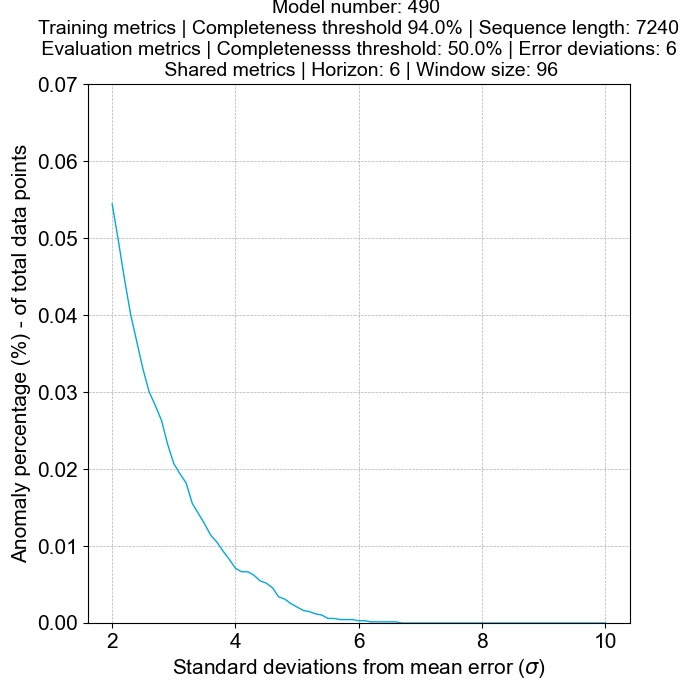 Model number: 490
Training metrics | Completeness threshold 94.0% | Sequence length: 7240
Evaluation metrics | Completenesss threshold: 50.0% | Error deviations: 6
Shared metrics | Horizon: 6 | Window size: 96
0.07
0.06
0.05
0.04
0.03
0.02
0.01
0.00
Anomaly percentage (%) - of total data points
2 4 6 8 10
Standard deviations from mean error (σ)